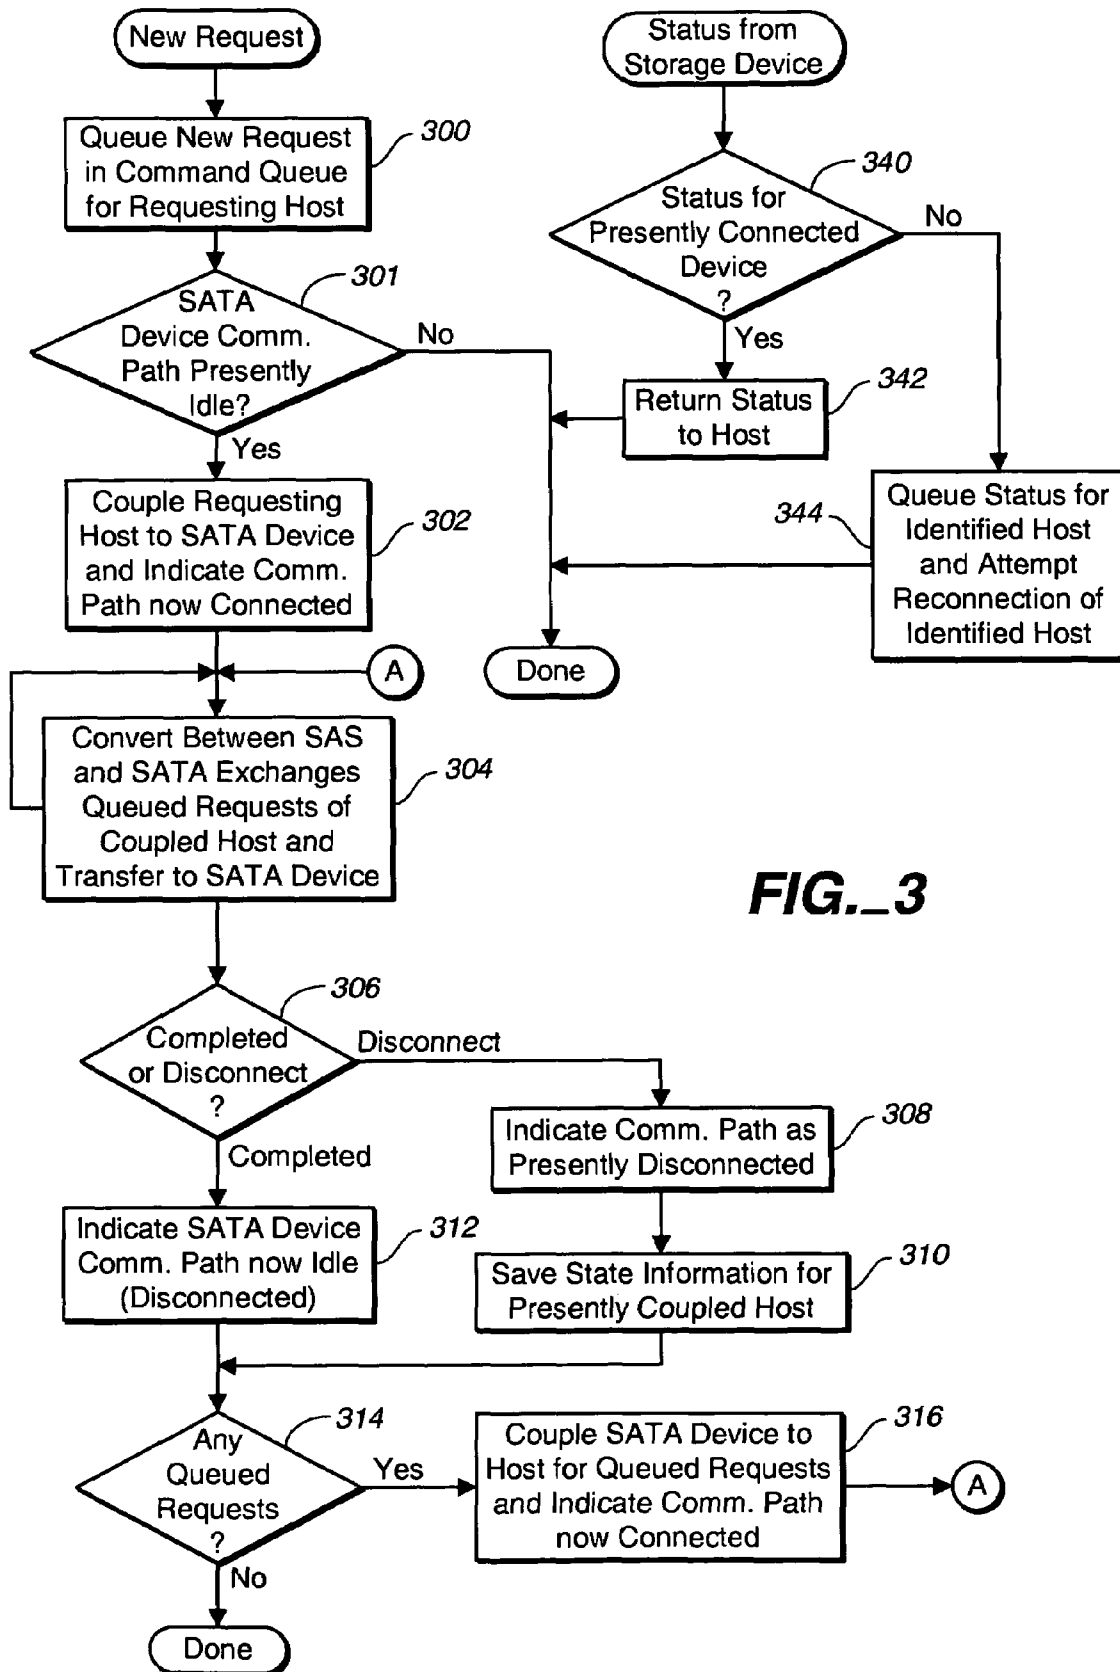 New Request
Queue New Request
in Command Queue
for Requesting Host
300
SATA
Device Comm.
Path Presently
Idle?
301
No
Yes
Couple Requesting
Host to SATA Device
and Indicate Comm.
Path now Connected
302
A
Convert Between SAS
and SATA Exchanges
Queued Requests of
Coupled Host and
Transfer to SATA Device
304
Completed
or Disconnect
?
306
Disconnect
Completed
Indicate Comm. Path as
Presently Disconnected
308
Save State Information for
Presently Coupled Host
310
Indicate SATA Device
Comm. Path now Idle
(Disconnected)
312
Any
Queued
Requests
?
314
Yes
No
Couple SATA Device to
Host for Queued Requests
and Indicate Comm. Path
now Connected
316
A
Done
Status from
Storage Device
Status for
Presently Connected
Device
?
340
No
Yes
Return Status
to Host
342
Queue Status for
Identified Host
and Attempt
Reconnection of
Identified Host
344
Done
FIG._3